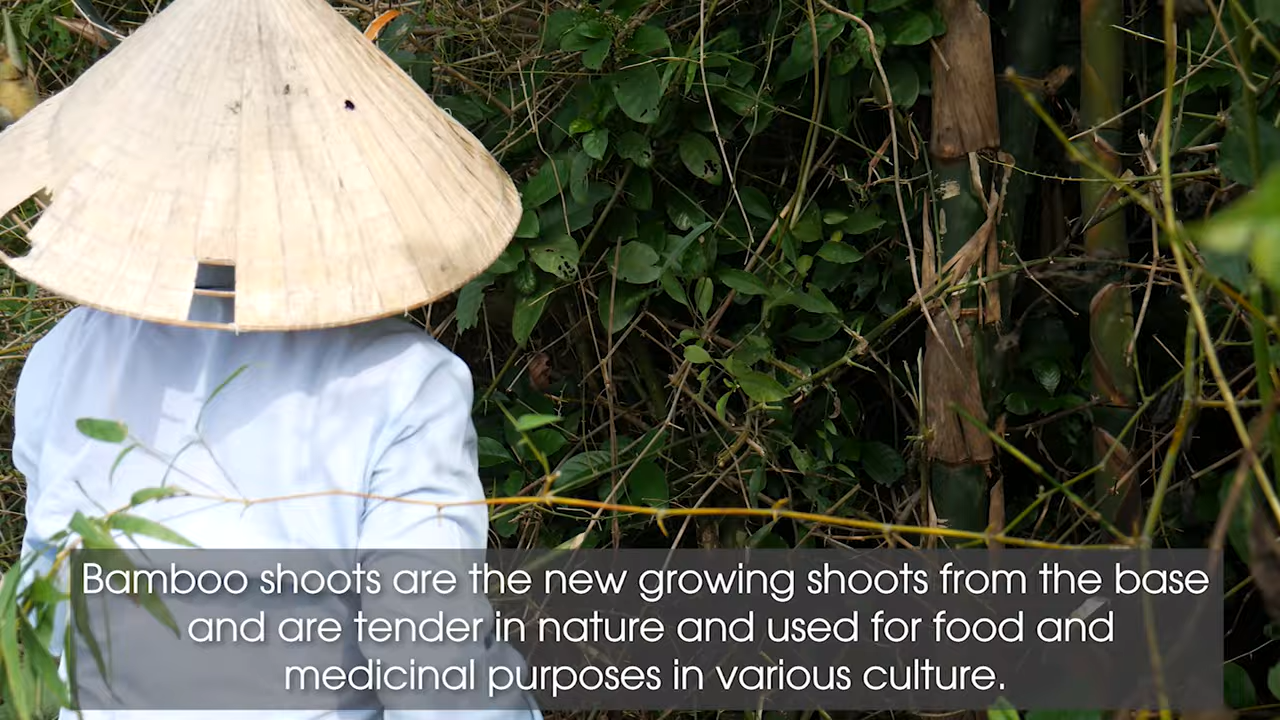 Bamboo shoots are the new growing shoots from the base
and are tender in nature and used for food and
medicinal purposes in various culture.